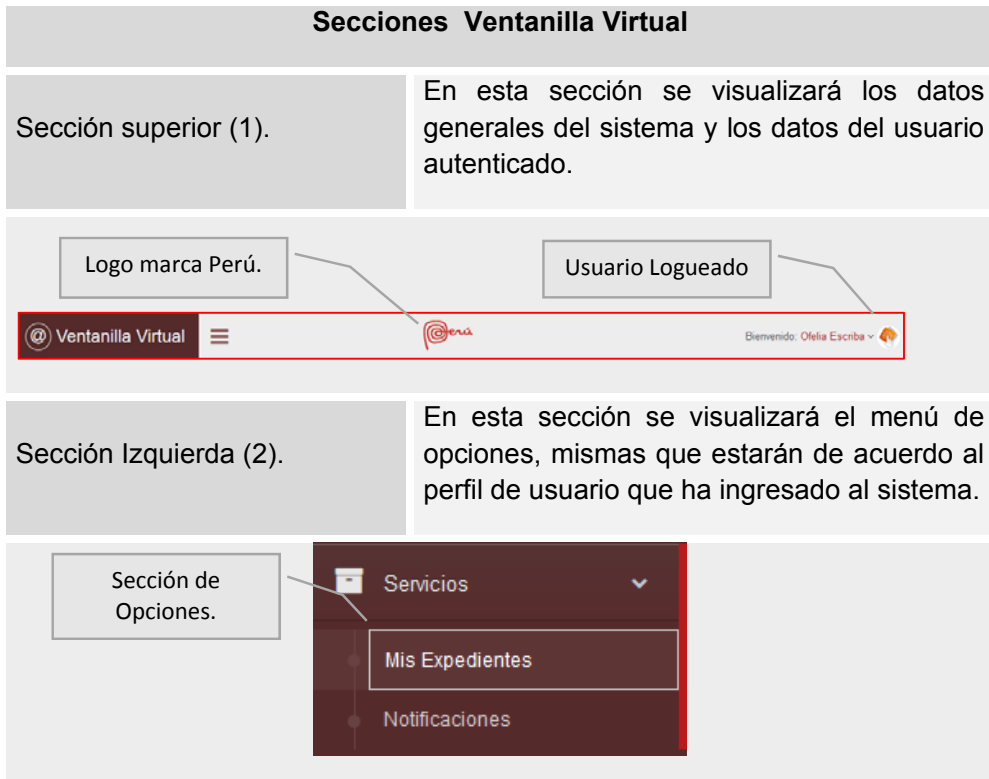 Secciones Ventanilla Virtual
Sección superior (1).
En esta sección se visualizará los datos
generales del sistema y los datos del usuario
autenticado.
Logo marca Perú.
Usuario Logueado
@ Ventanilla Virtual
Perú
Bienvenido: Ofelia Escriba
Sección Izquierda (2).
En esta sección se visualizará el menú de
opciones, mismas que estarán de acuerdo al
perfil de usuario que ha ingresado al sistema.
Sección de
Opciones.
Servicios
Mis Expedientes
Notificaciones